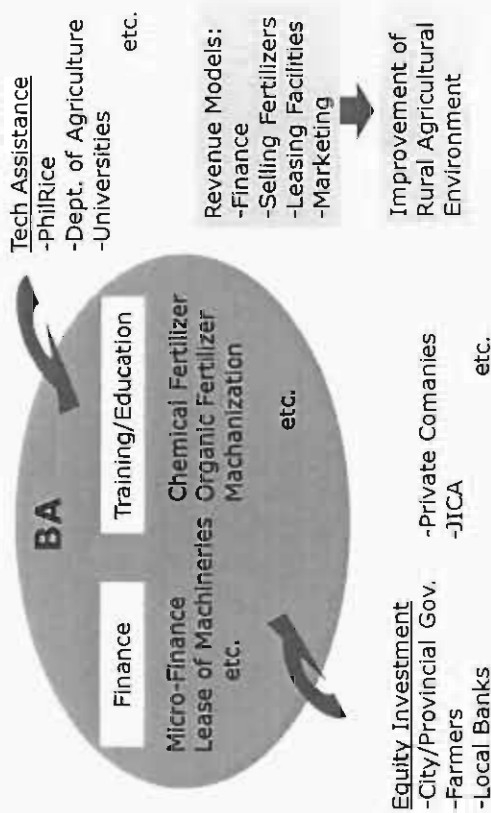 BA
Finance
Micro-Finance
Lease of Machineries
etc.
Training/Education
Chemical Fertilizer
Organic Fertilizer
Machanization
etc.
Tech Assistance
-PhilRice
-Dept. of Agriculture
-Universities
etc.
Equity Investment
-City/Provincial Gov.
-Farmers
-Local Banks
-Private Comanies
-JICA
etc.
Revenue Models:
-Finance
-Selling Fertilizers
-Leasing Facilities
-Marketing
Improvement of
Rural Agricultural
Environment